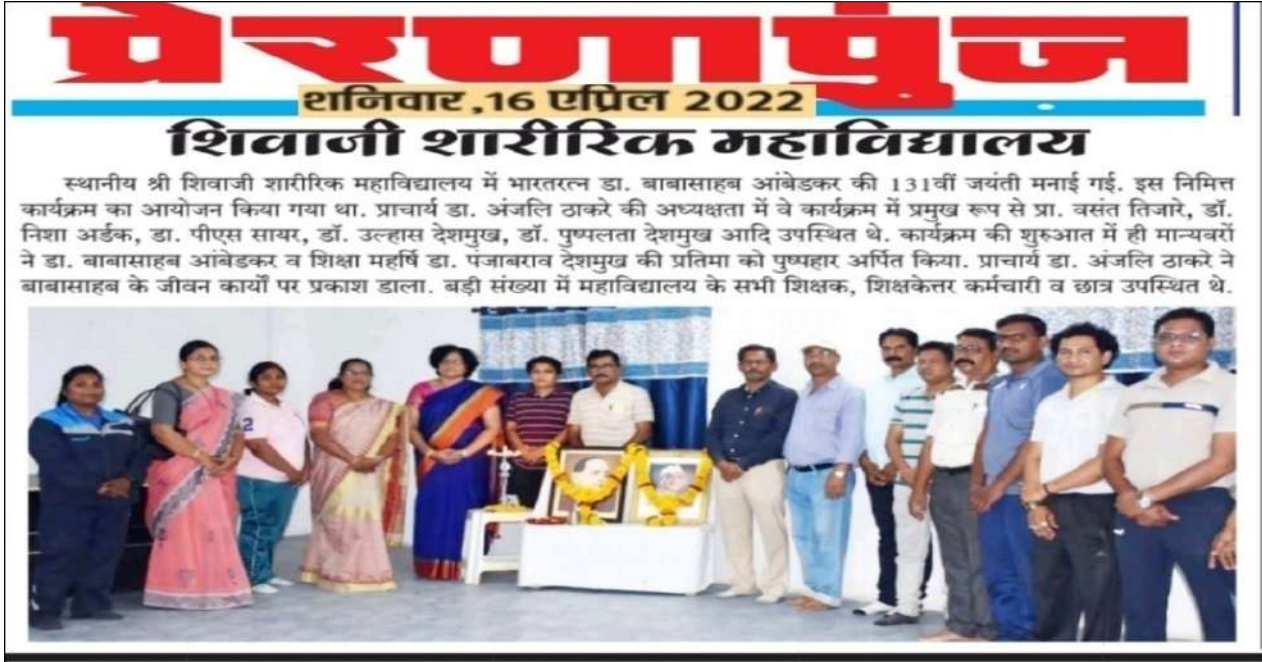 प्रेरणापुंज
शनिवार,16 एप्रिल 2022
शिवाजी शारीरिक महाविद्यालय
स्थानीय श्री शिवाजी शारीरिक महाविद्यालय में भारतरत्न डा. बाबासाहब आंबेडकर की 131वीं जयंती मनाई गई. इस निमित्त
कार्यक्रम का आयोजन किया गया था. प्राचार्य डा. अंजलि ठाकरे की अध्यक्षता में वे कार्यक्रम में प्रमुख रूप से प्रा. वसंत तिजारे, डॉ.
निशा अर्डक, डा. पीएस सायर, डॉ. उल्हास देशमुख, डॉ. पुष्पलता देशमुख आदि उपस्थित थे. कार्यक्रम की शुरुआत में ही मान्यवरों
ने डा. बाबासाहब आंबेडकर व शिक्षा महर्षि डा. पंजाबराव देशमुख की प्रतिमा को पुष्पहार अर्पित किया. प्राचार्य डा. अंजलि ठाकरे ने
बाबासाहब के जीवन कार्यों पर प्रकाश डाला. बड़ी संख्या में महाविद्यालय के सभी शिक्षक, शिक्षकेत्तर कर्मचारी व छात्र उपस्थित थे.
2